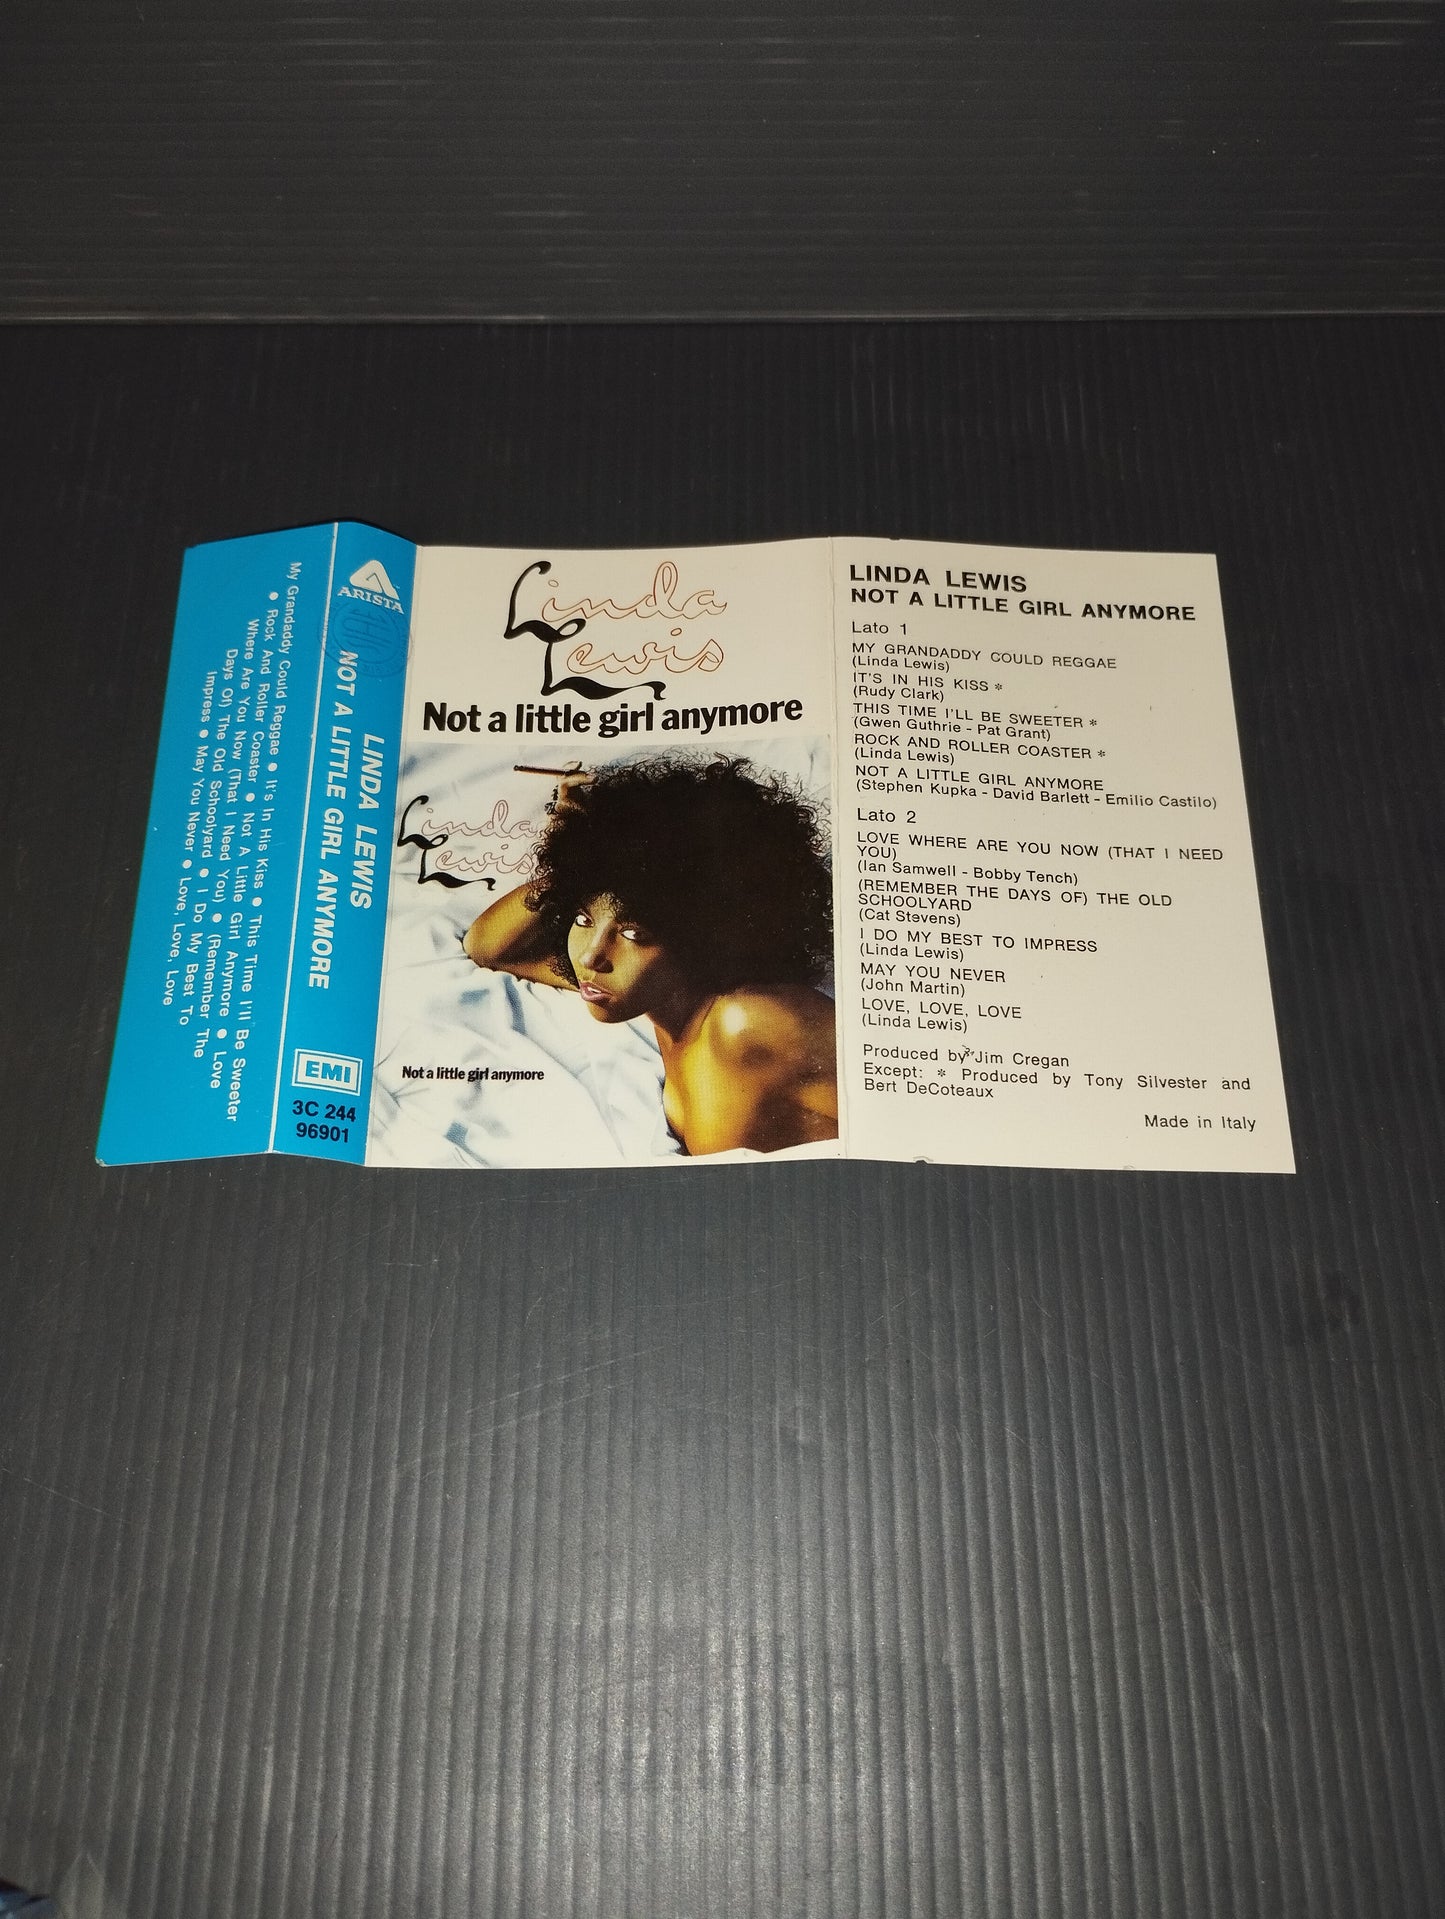 My Grandaddy Could Reggae ● It's In His Kiss ● This Time I'll Be Sweeter
● Rock And Roller Coaster ● Not A Little Girl Anymore ● Love
Where Are You Now (That I Need You) ● (Remember The
Days Of) The Old Schoolyard ● I Do My Best To
Impress ● May You Never ● Love, Love, Love
ARISTA
LINDA LEWIS
NOT A LITTLE GIRL ANYMORE
EMI
3C 244
96901
Linda
Lewis
Not a little girl anymore
Linda
Lewis
Not a little girl anymore
LINDA LEWIS
NOT A LITTLE GIRL ANYMORE
Lato 1
MY GRANDADDY COULD REGGAE
(Linda Lewis)
IT'S IN HIS KISS *
(Rudy Clark)
THIS TIME I'LL BE SWEETER *
(Gwen Guthrie - Pat Grant)
ROCK AND ROLLER COASTER *
(Linda Lewis)
NOT A LITTLE GIRL ANYMORE
(Stephen Kupka - David Barlett - Emilio Castilo)
Lato 2
LOVE WHERE ARE YOU NOW (THAT I NEED
YOU)
(Ian Samwell - Bobby Tench)
(REMEMBER THE DAYS OF) THE OLD
SCHOOLYARD
(Cat Stevens)
I DO MY BEST TO IMPRESS
(Linda Lewis)
MAY YOU NEVER
(John Martin)
LOVE, LOVE, LOVE
(Linda Lewis)
Produced by Jim Cregan
Except: * Produced by Tony Silvester and
Bert DeCoteaux
Made in Italy